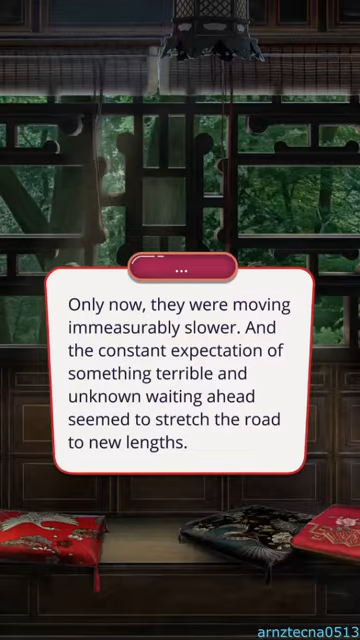 ...
Only now, they were moving
immeasurably slower. And
the constant expectation of
something terrible and
unknown waiting ahead
seemed to stretch the road
to new lengths.
arnztecna0513